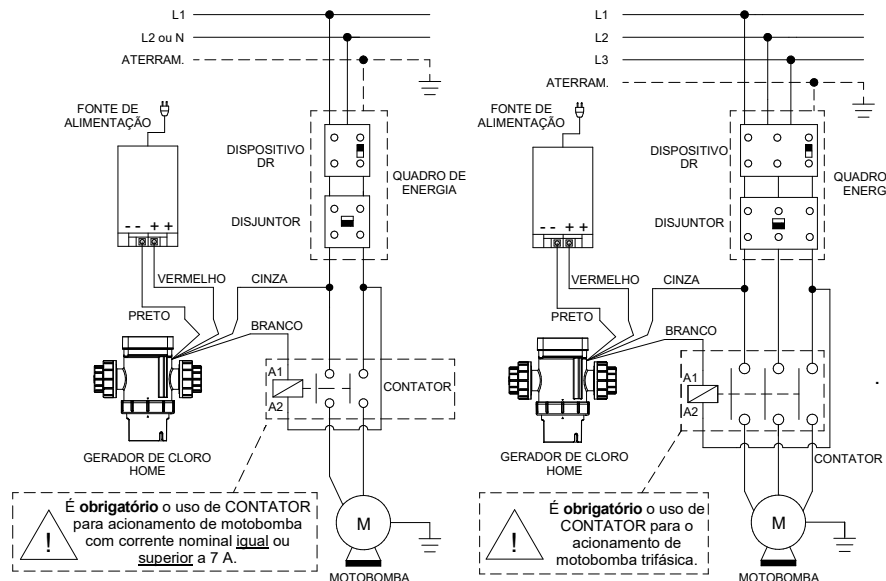 L1
L2 ou N
ATERRAM.
FONTE DE
ALIMENTAÇÃO
DISPOSITIVO
DR
QUADRO DE
ENERGIA
DISJUNTOR
- - + +
VERMELHO
CINZA
PRETO
BRANCO
A1
A2
CONTATOR
GERADOR DE CLORO
HOME
!
É obrigatório o uso de CONTATOR
para acionamento de motobomba
com corrente nominal igual ou
superior a 7 A.
M
MOTOBOMBA
L1
L2
L3
ATERRAM.
FONTE DE
ALIMENTAÇÃO
DISPOSITIVO
DR
QUADRO
ENERG
DISJUNTOR
- - + +
VERMELHO
CINZA
PRETO
BRANCO
A1
A2
CONTATOR
GERADOR DE CLORO
HOME
!
É obrigatório o uso de
CONTATOR para o
acionamento de
motobomba trifásica.
M
MOTOBOMBA